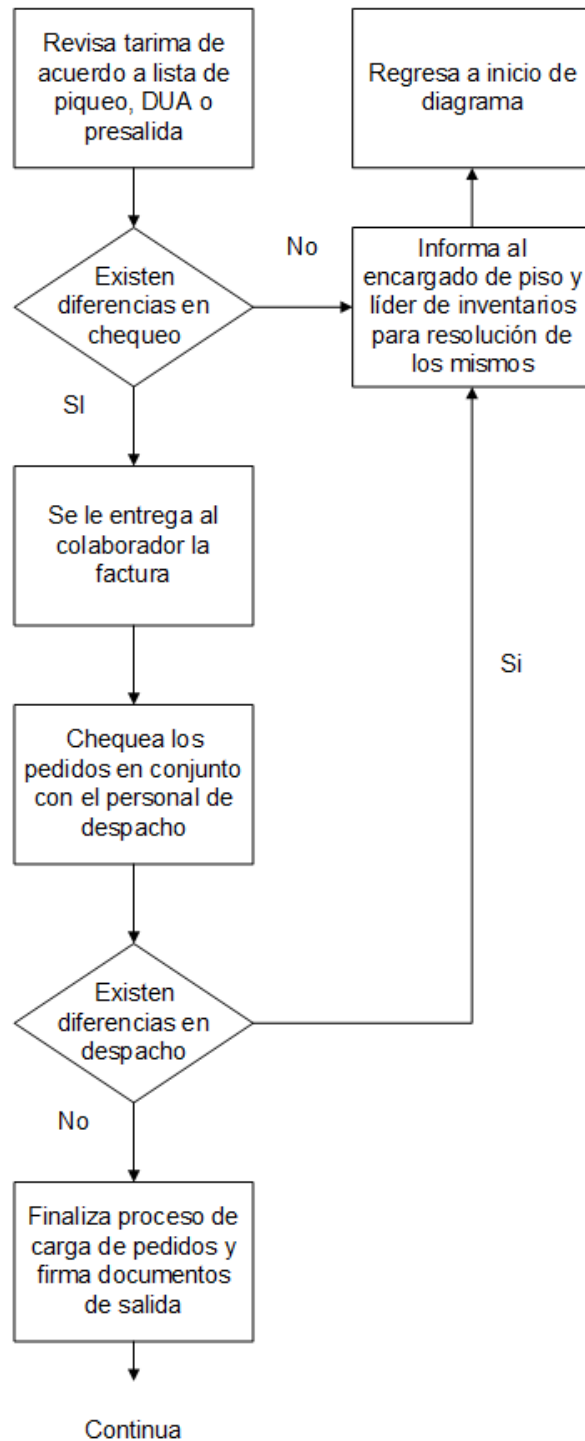 Revisa tarima de
acuerdo a lista de
piqueo, DUA o
presalida
Regresa a inicio de
diagrama
Existen
diferencias en
chequeo
No
Informa al
encargado de piso y
líder de inventarios
para resolución de
los mismos
SI
Se le entrega al
colaborador la
factura
Si
Chequea los
pedidos en conjunto
con el personal de
despacho
Existen
diferencias en
despacho
No
Finaliza proceso de
carga de pedidos y
firma documentos
de salida
Continua